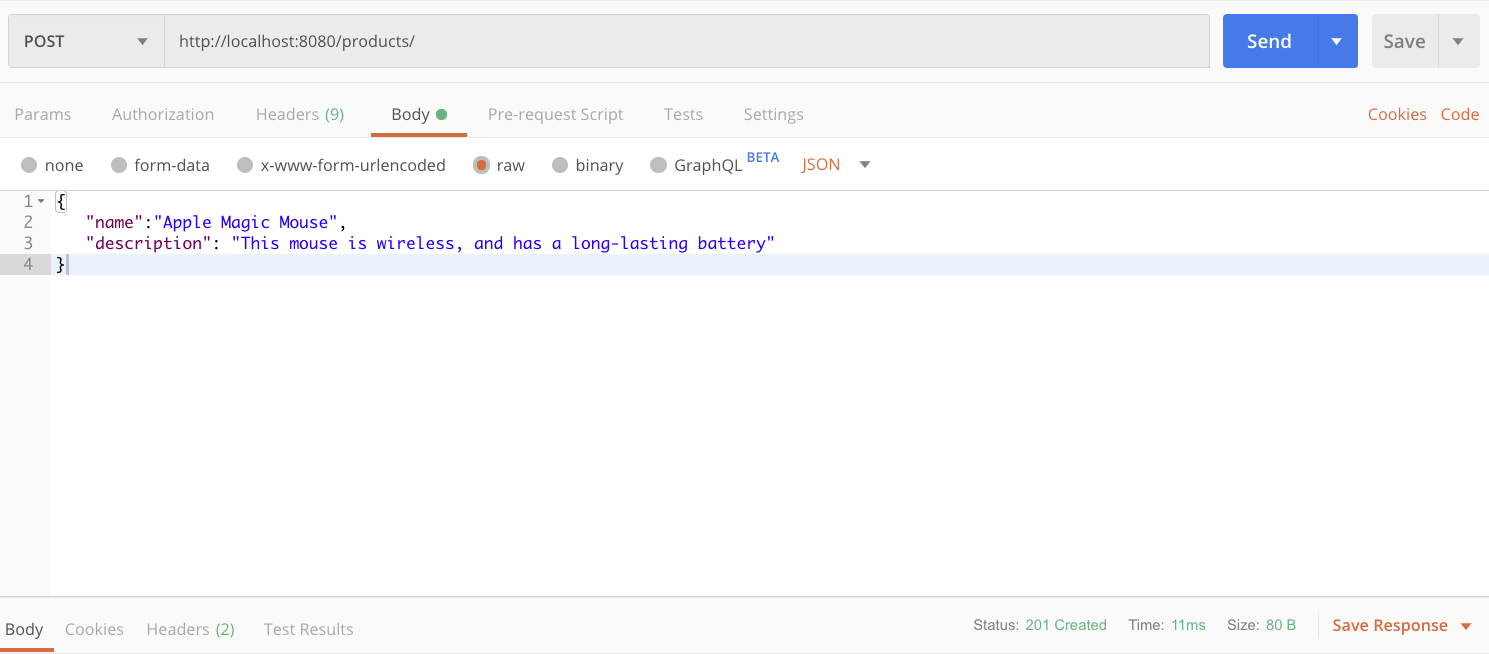 POST http://localhost:8080/products/ Send Save
Params Authorization Headers (9) Body Pre-request Script Tests Settings Cookies Code
none form-data x-www-form-urlencoded raw binary GraphQL BETA JSON
1 {
2 "name":"Apple Magic Mouse",
3 "description": "This mouse is wireless, and has a long-lasting battery"
4 }
Body Cookies Headers (2) Test Results Status: 201 Created Time: 11ms Size: 80 B Save Response